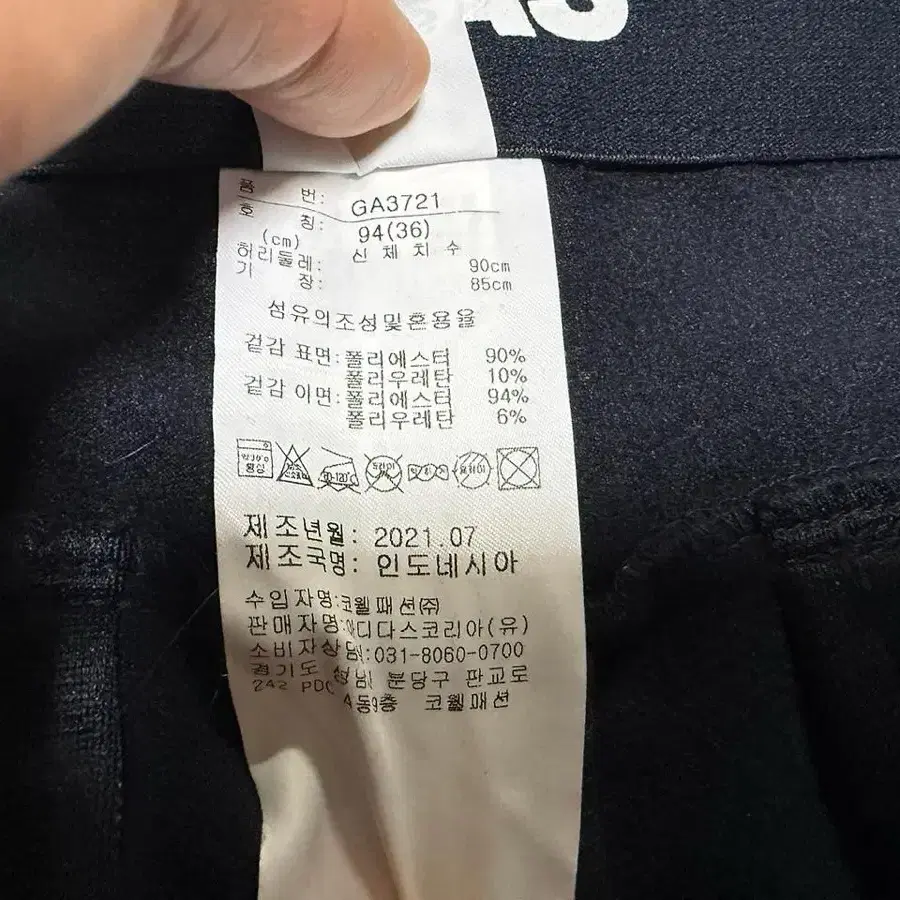 AS
품 번: GA3721
호 칭: 94(36)
(cm) 신 체 치 수
허리둘레: 90cm
기 장: 85cm
섬유의조성및혼용율
겉감 표면:폴리에스터 90%
폴리우레탄 10%
겉감 이면:폴리에스터 94%
폴리우레탄 6%
제조년월: 2021.07
제조국명: 인도네시아
수입자명:코웰패션(주)
판매자명:아디다스코리아(유)
소비자상담:031-8060-0700
경기도 성남 분당구 판교로
242 PDC
A동9층 코웰패션